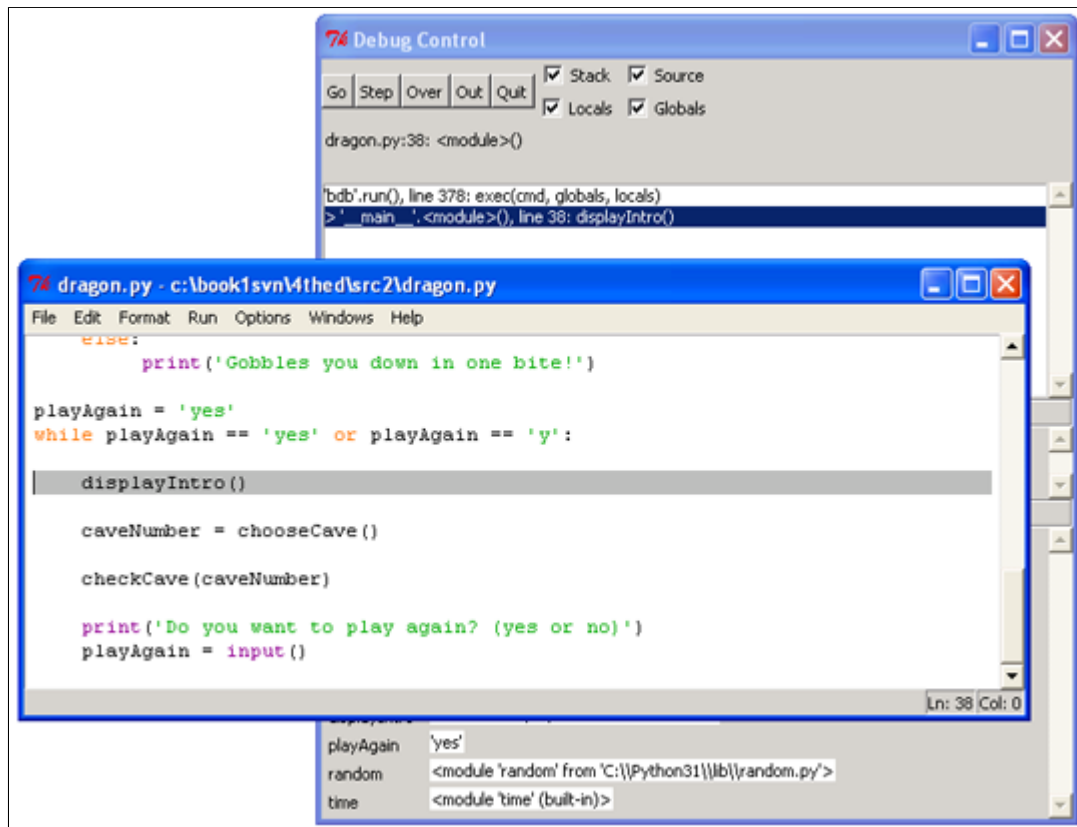 Debug Control
Go Step Over Out Quit Stack Source
Locals Globals
dragon.py:38: <module>()
'bdb'.run(), line 378: exec(cmd, globals, locals)
> '__main__'.<module>(), line 38: displayIntro()
dragon.py - c:\book1svn\4thed\src2\dragon.py
File Edit Format Run Options Windows Help
else:
print('Gobbles you down in one bite!')
playAgain = 'yes'
while playAgain == 'yes' or playAgain == 'y':
displayIntro()
caveNumber = chooseCave()
checkCave(caveNumber)
print('Do you want to play again? (yes or no)')
playAgain = input()
Ln: 38 Col: 0
playAgain 'yes'
random <module 'random' from 'C:\\Python31\\lib\\random.py'>
time <module 'time' (built-in)>